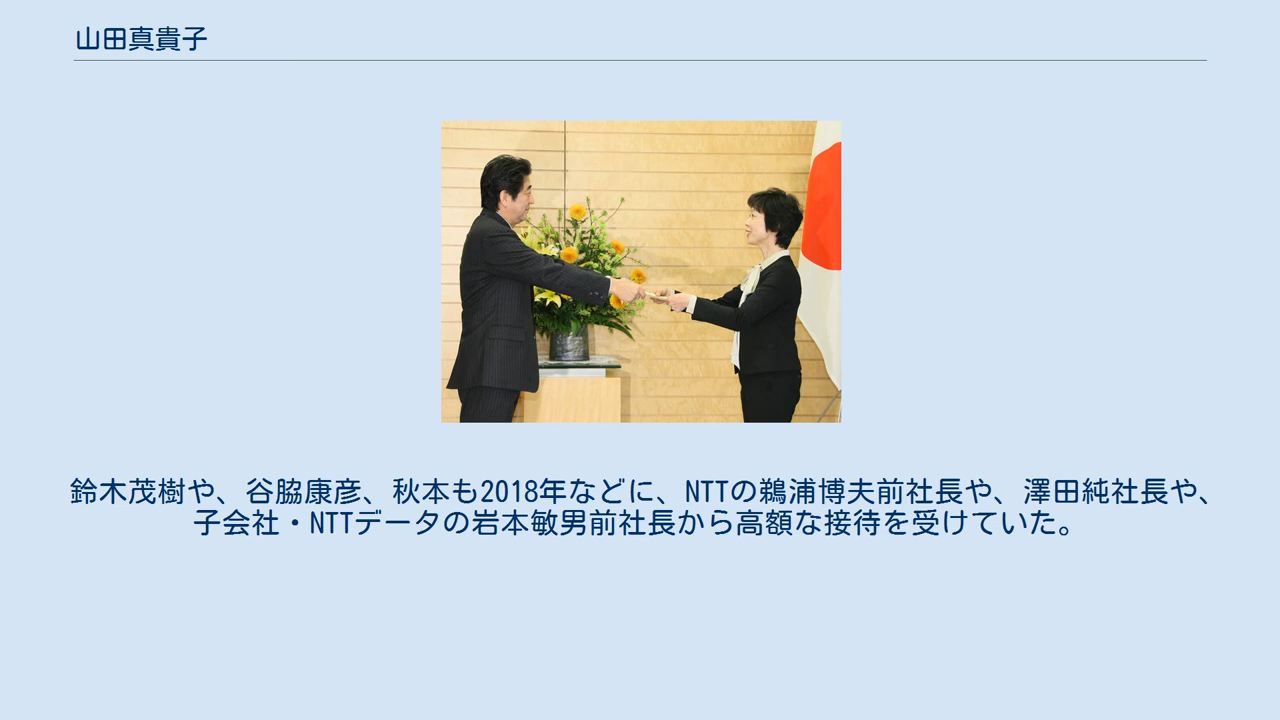 山田真貴子
鈴木茂樹や、谷脇康彦、秋本も2018年などに、NTTの鵜浦博夫前社長や、澤田純社長や、
子会社・NTTデータの岩本敏男前社長から高額な接待を受けていた。